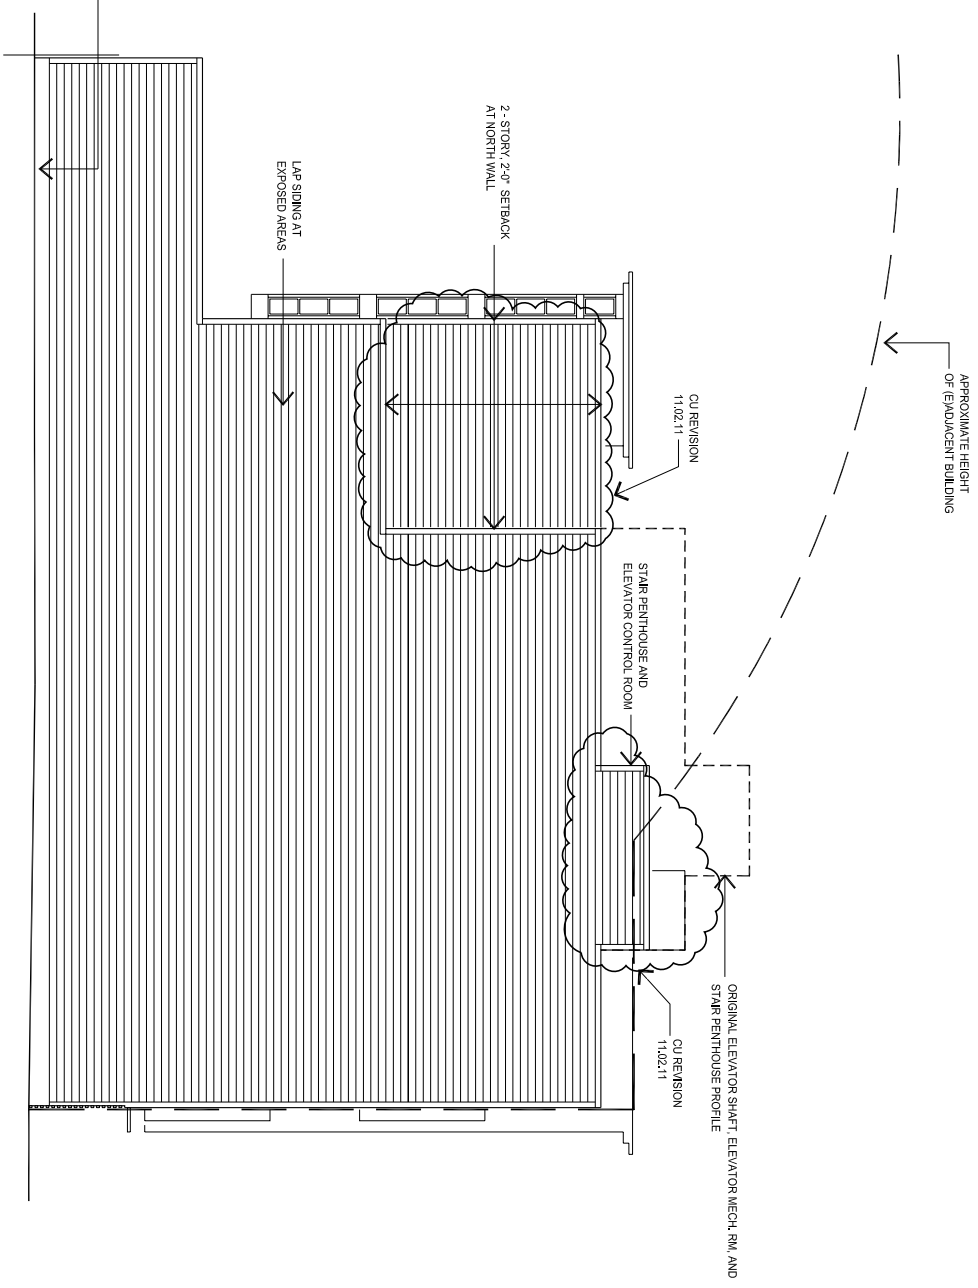 APPROXIMATE HEIGHT
OF (E)ADJACENT BUILDING
2 - STORY, 2'-0" SETBACK
AT NORTH WALL
LAP SIDING AT
EXPOSED AREAS
CU REVISION
11.02.11
STAIR PENTHOUSE AND
ELEVATOR CONTROL ROOM
ORIGINAL ELEVATOR SHAFT, ELEVATOR MECH. RM, AND
STAIR PENTHOUSE PROFILE
CU REVISION
11.02.11